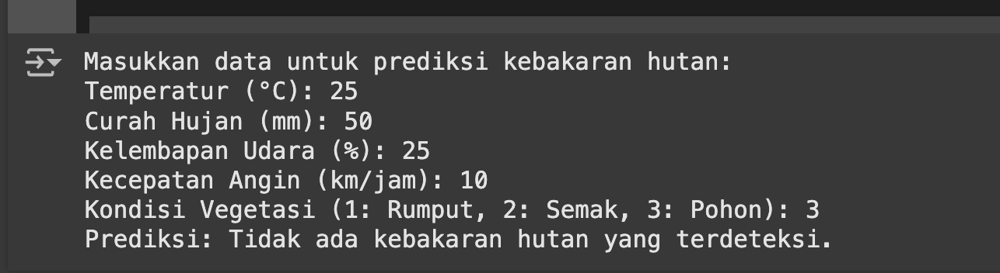 Masukkan data untuk prediksi kebakaran hutan:
Temperatur (°C): 25
Curah Hujan (mm): 50
Kelembapan Udara (%): 25
Kecepatan Angin (km/jam): 10
Kondisi Vegetasi (1: Rumput, 2: Semak, 3: Pohon): 3
Prediksi: Tidak ada kebakaran hutan yang terdeteksi.